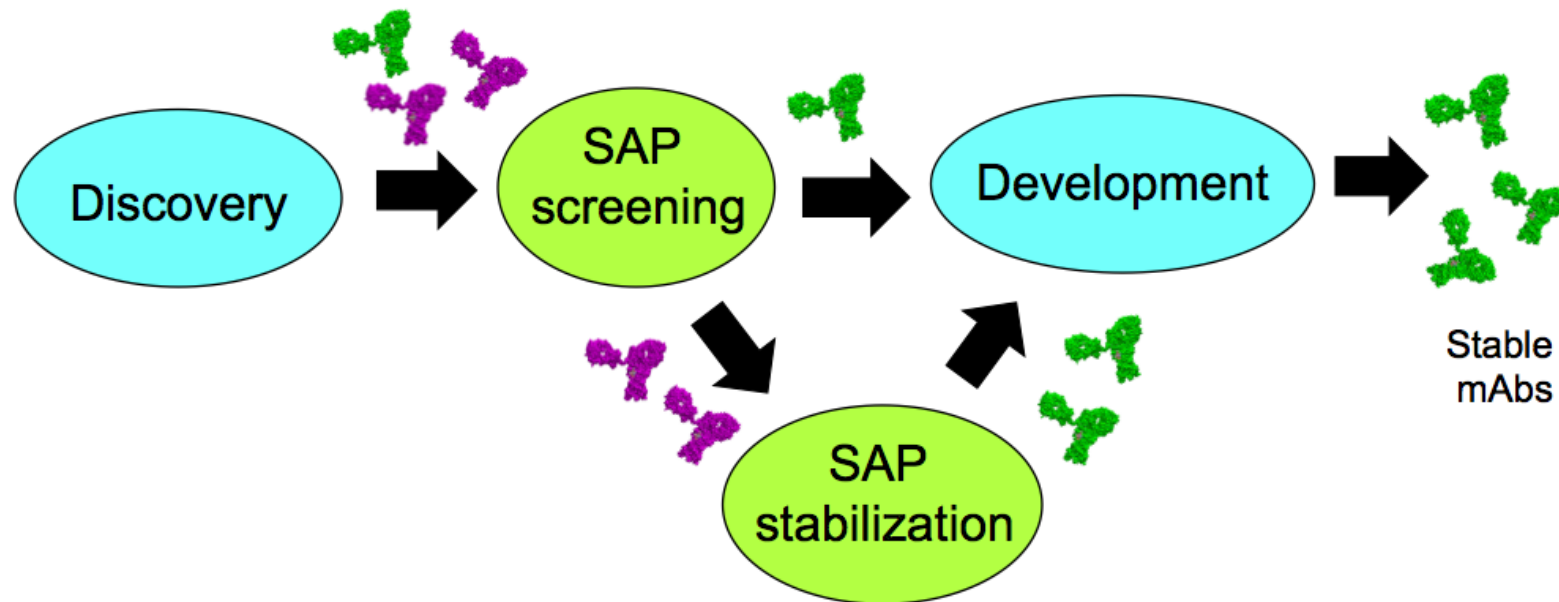 Discovery
SAP
screening
Development
SAP
stabilization
Stable
mAbs